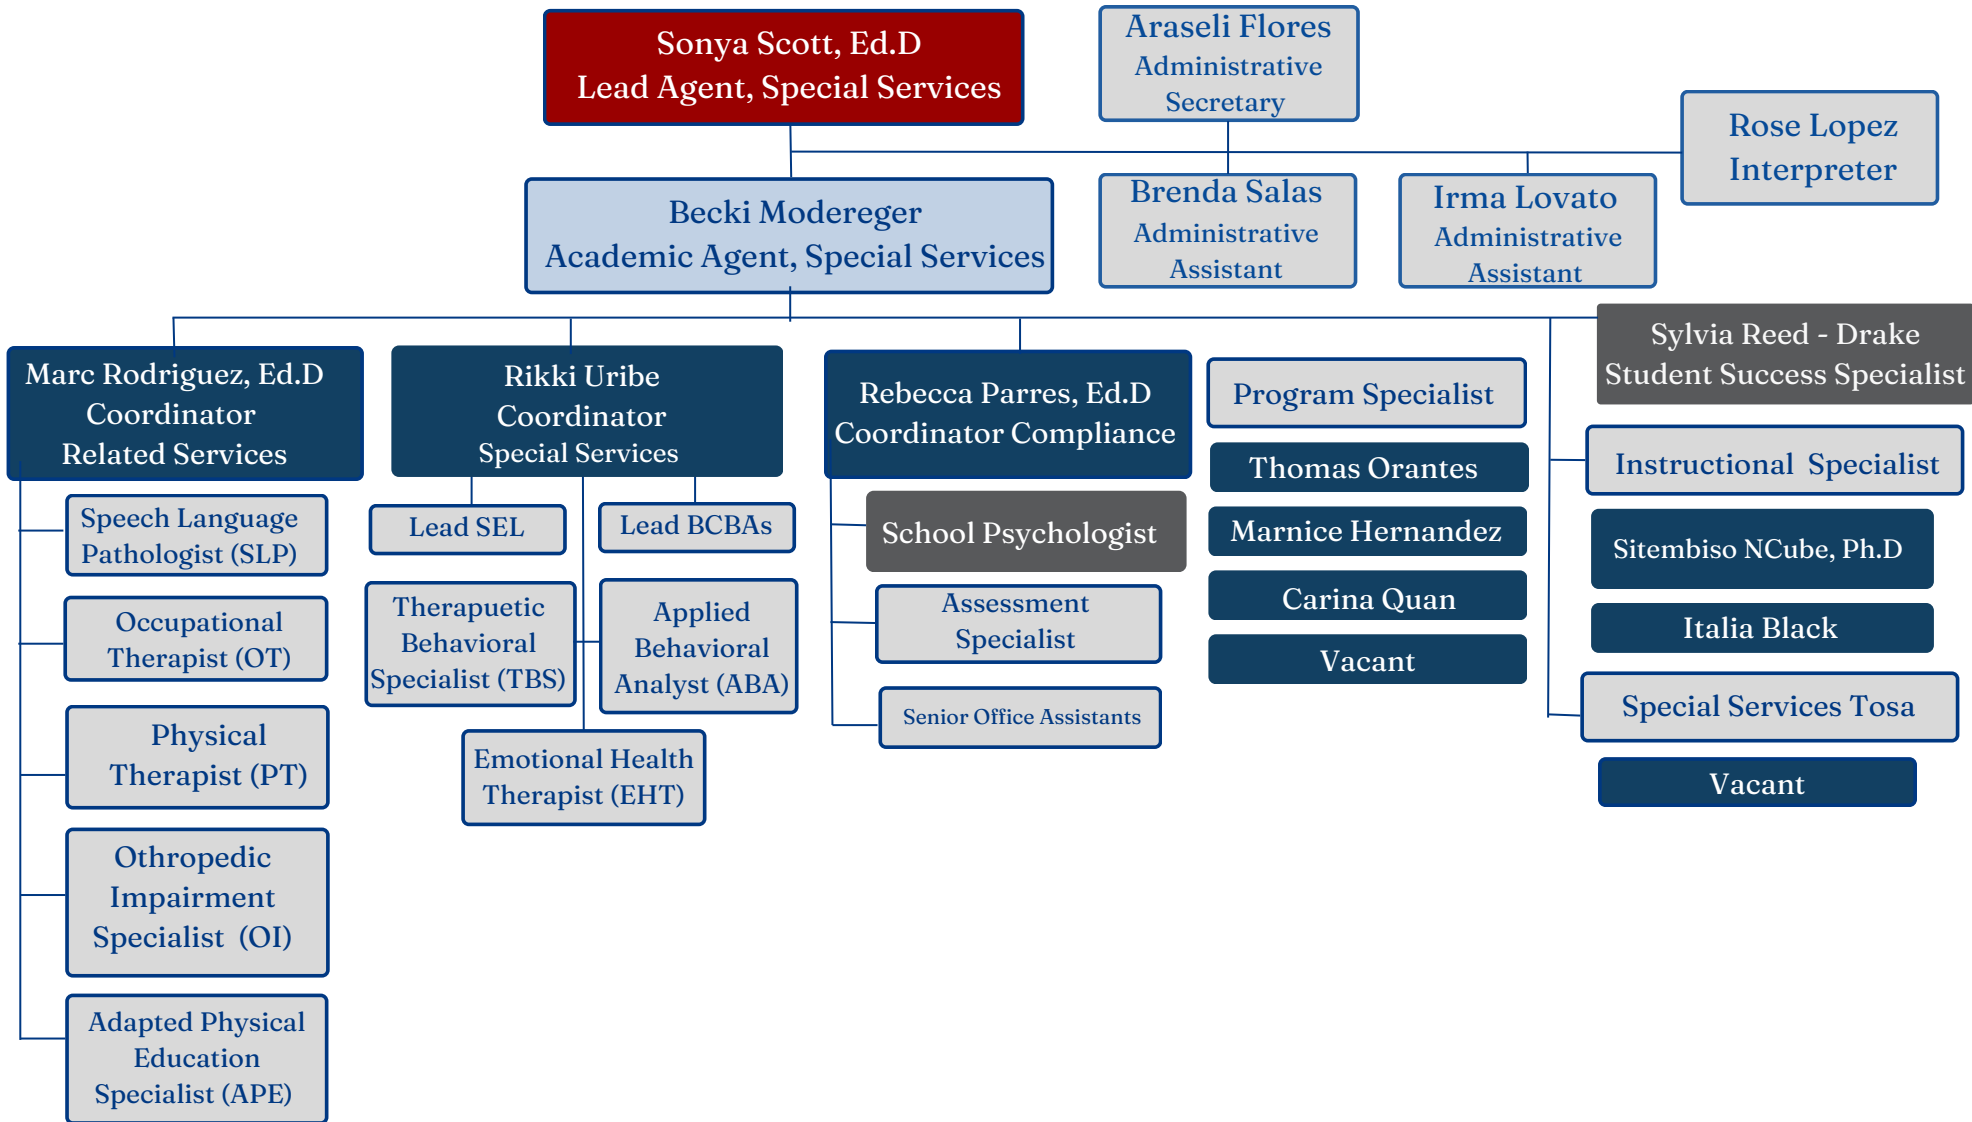 Sonya Scott, Ed.D
Lead Agent, Special Services
Araseli Flores
Administrative
Secretary
Rose Lopez
Interpreter
Becki Modereger
Academic Agent, Special Services
Brenda Salas
Administrative
Assistant
Irma Lovato
Administrative
Assistant
Marc Rodriguez, Ed.D
Coordinator
Related Services
Speech Language
Pathologist (SLP)
Occupational
Therapist (OT)
Physical
Therapist (PT)
Othropedic
Impairment
Specialist (OI)
Adapted Physical
Education
Specialist (APE)
Rikki Uribe
Coordinator
Special Services
Lead SEL
Lead BCBAs
Therapuetic
Behavioral
Specialist (TBS)
Applied
Behavioral
Analyst (ABA)
Emotional Health
Therapist (EHT)
Rebecca Parres, Ed.D
Coordinator Compliance
School Psychologist
Assessment
Specialist
Senior Office Assistants
Program Specialist
Thomas Orantes
Marnice Hernandez
Carina Quan
Vacant
Sylvia Reed - Drake
Student Success Specialist
Instructional Specialist
Sitembiso NCube, Ph.D
Italia Black
Special Services Tosa
Vacant